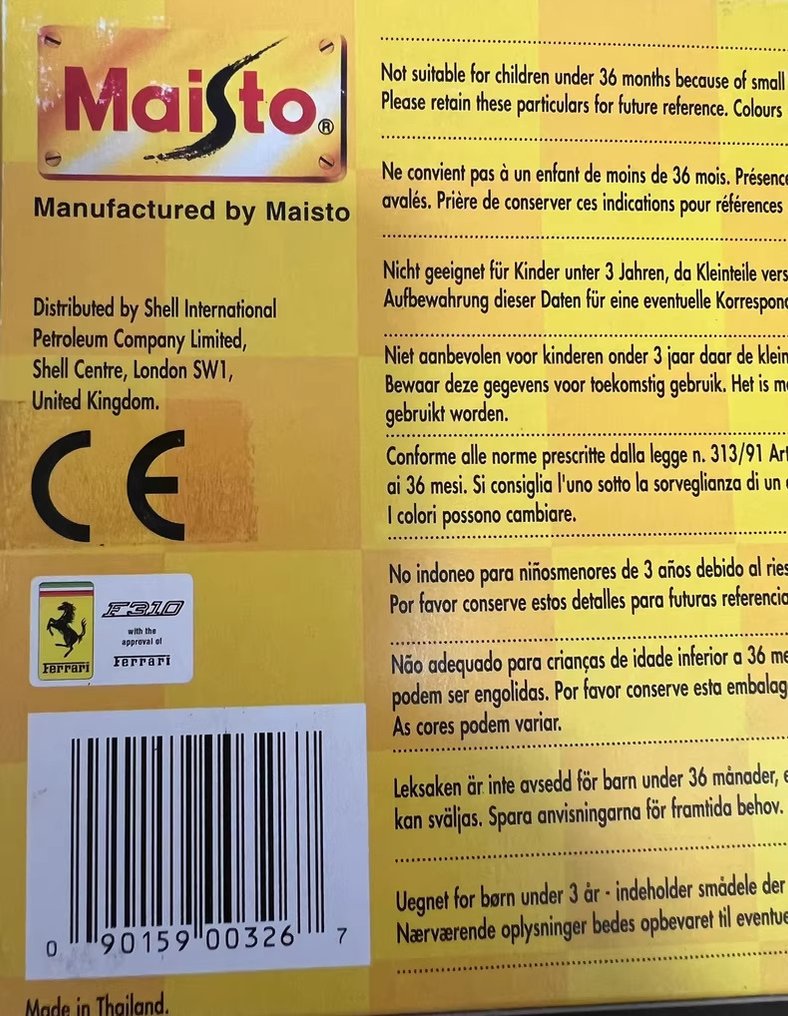 Maisto®
Manufactured by Maisto
Distributed by Shell International
Petroleum Company Limited,
Shell Centre, London SW1,
United Kingdom.
CE
Ferrari
F310
with the
approval of
Ferrari
0 90159 00326 7
Made in Thailand.
Not suitable for children under 36 months because of small
Please retain these particulars for future reference. Colours
Ne convient pas à un enfant de moins de 36 mois. Présence
avalés. Prière de conserver ces indications pour références
Nicht geeignet für Kinder unter 3 Jahren, da Kleinteile vers
Aufbewahrung dieser Daten für eine eventuelle Korrespond
Niet aanbevolen voor kinderen onder 3 jaar daar de klein
Bewaar deze gegevens voor toekomstig gebruik. Het is
gebruikt worden.
Conforme alle norme prescritte dalla legge n. 313/91 Art
ai 36 mesi. Si consiglia l'uno sotto la sorveglianza di un
I colori possono cambiare.
No indoneo para niñosmenores de 3 años debido al ries
Por favor conserve estos detalles para futuras referencia
Não adequado para crianças de idade inferior a 36 me
podem ser engolidas. Por favor conserve esta embalag
As cores podem variar.
Leksaken är inte avsedd för barn under 36 månader,
kan sväljas. Spara anvisningarna för framtida behov.
Uegnet for børn under 3 år - indeholder smådele der
Nærværende oplysninger bedes opbevaret til eventue